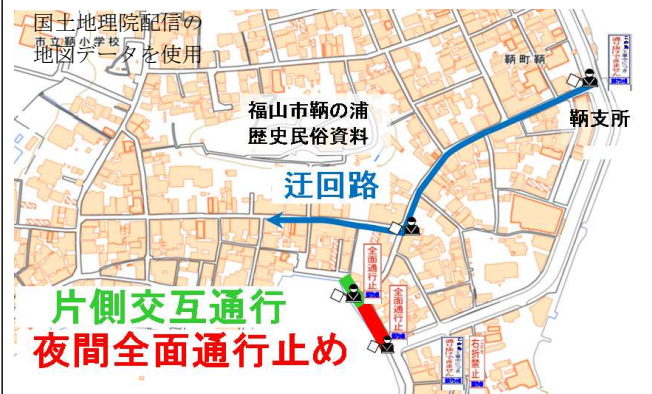 国土地理院配信の
市立鞆小学校
地図データを使用
鞆町鞆
福山市鞆の浦
歴史民俗資料
鞆支所
迂回路
全面通行止
全面通行止
片側交互通行
夜間全面通行止め
右折禁止